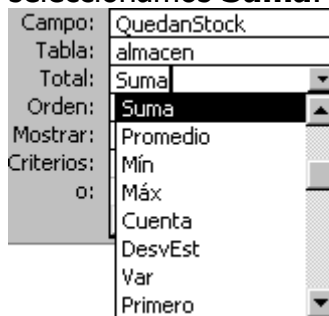 seleccionamos Suma.
Campo: QuedanStock
Tabla: almacen
Total: Suma
Orden: Suma
Mostrar: Promedio
Criterios: Mín
o: Máx
Cuenta
DesvEst
Var
Primero